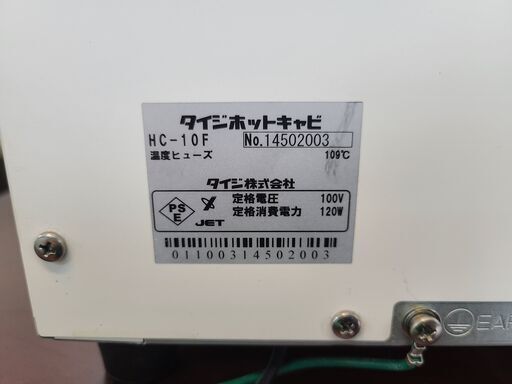 タイジホットキャビ
HC-10F No.14502003
温度ヒューズ 109℃
タイジ株式会社
PS E JET 定格電圧 100V
定格消費電力 120W
01100314502003